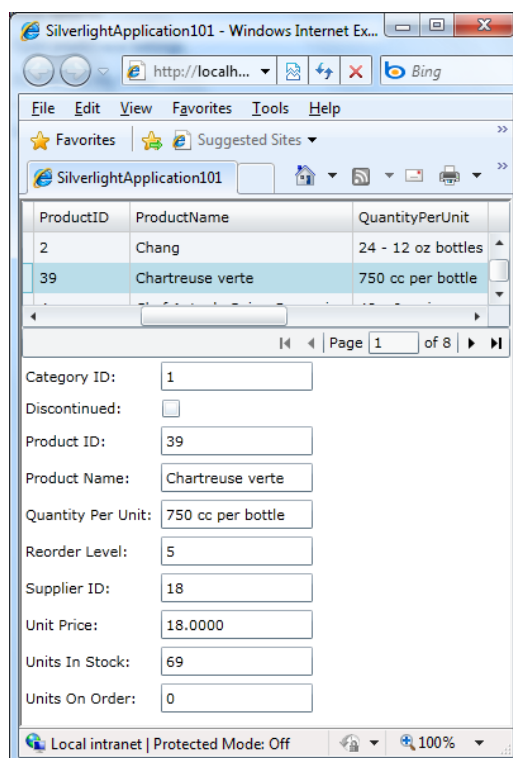 SilverlightApplication101 - Windows Internet Ex...
http://localh... Bing
File Edit View Favorites Tools Help
Favorites Suggested Sites
SilverlightApplication101
ProductID ProductName QuantityPerUnit
2 Chang 24 - 12 oz bottles
39 Chartreuse verte 750 cc per bottle
Page 1 of 8
Category ID: 1
Discontinued:
Product ID: 39
Product Name: Chartreuse verte
Quantity Per Unit: 750 cc per bottle
Reorder Level: 5
Supplier ID: 18
Unit Price: 18.0000
Units In Stock: 69
Units On Order: 0
Local intranet | Protected Mode: Off 100%